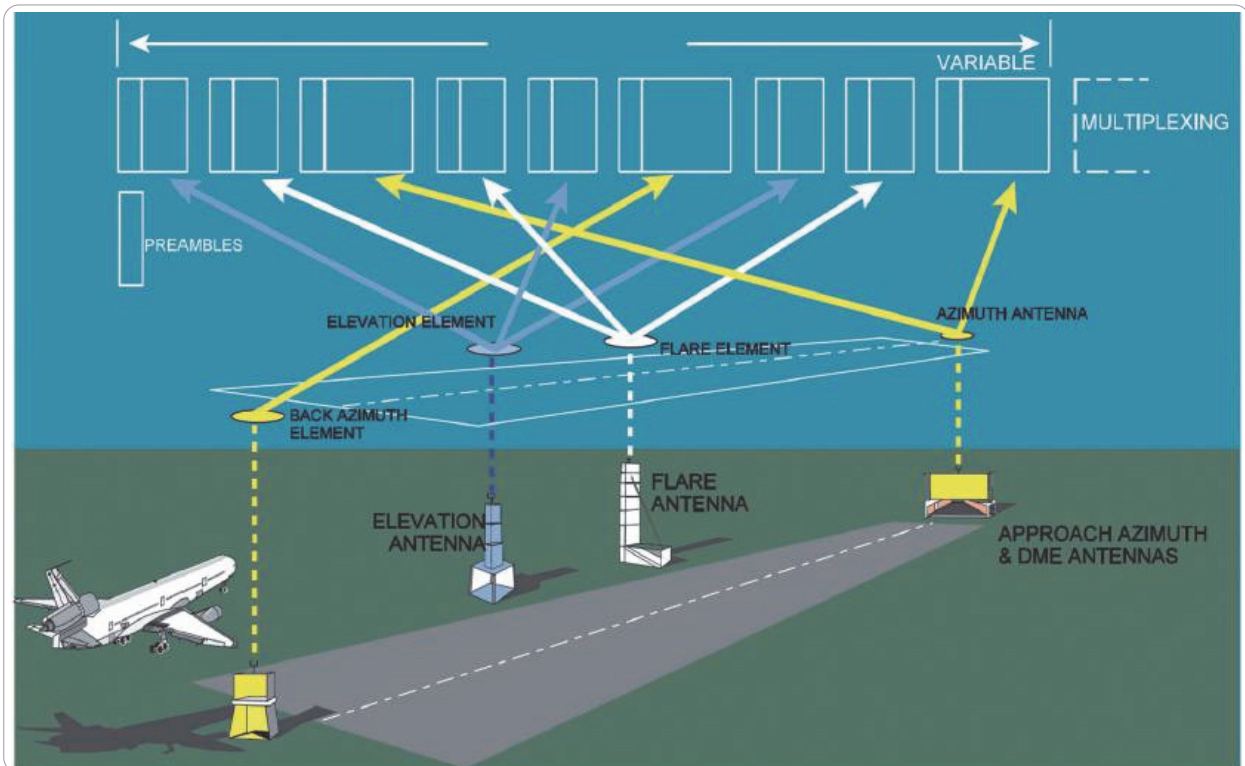 VARIABLE
MULTIPLEXING
PREAMBLES
ELEVATION ELEMENT
AZIMUTH ANTENNA
FLARE ELEMENT
BACK AZIMUTH
ELEMENT
FLARE
ANTENNA
ELEVATION
ANTENNA
APPROACH AZIMUTH
& DME ANTENNAS